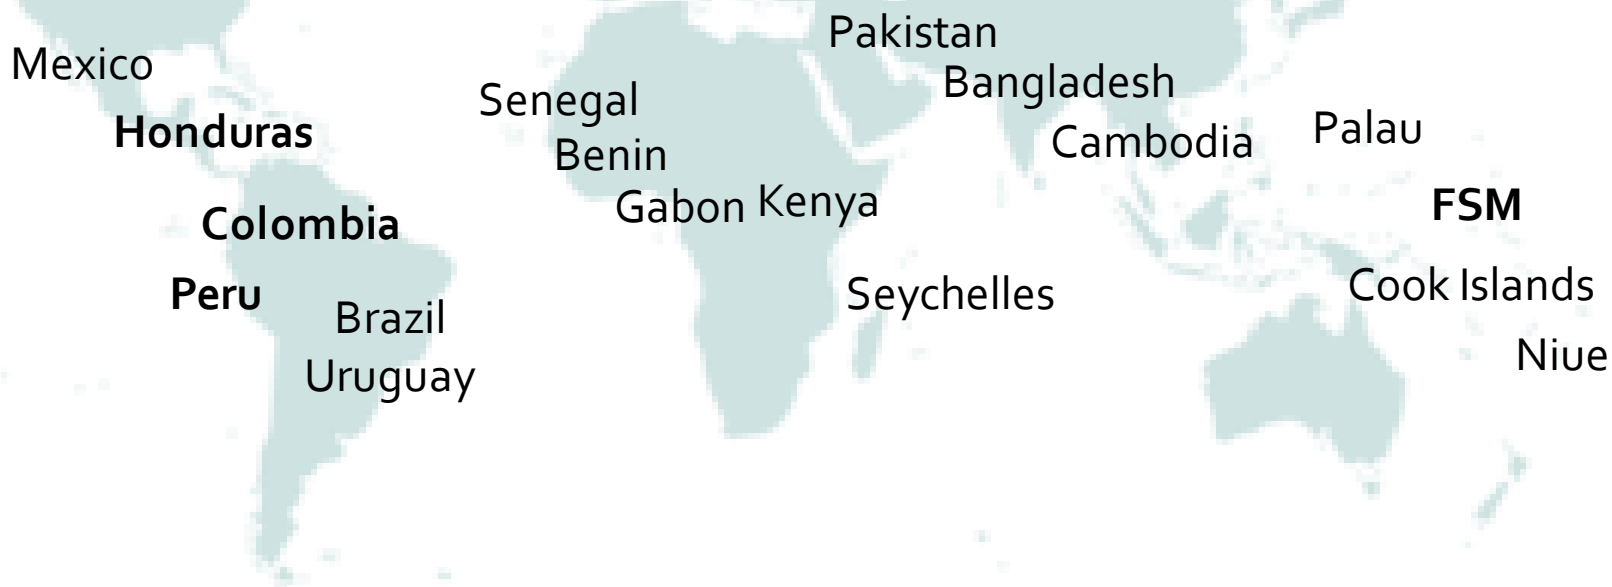 Pakistan
Mexico
Bangladesh
Senegal
Palau
Honduras
Cambodia
Benin
Kenya
FSM
Gabon
Colombia
Cook Islands
Peru
Seychelles
Brazil
Niue
Uruguay